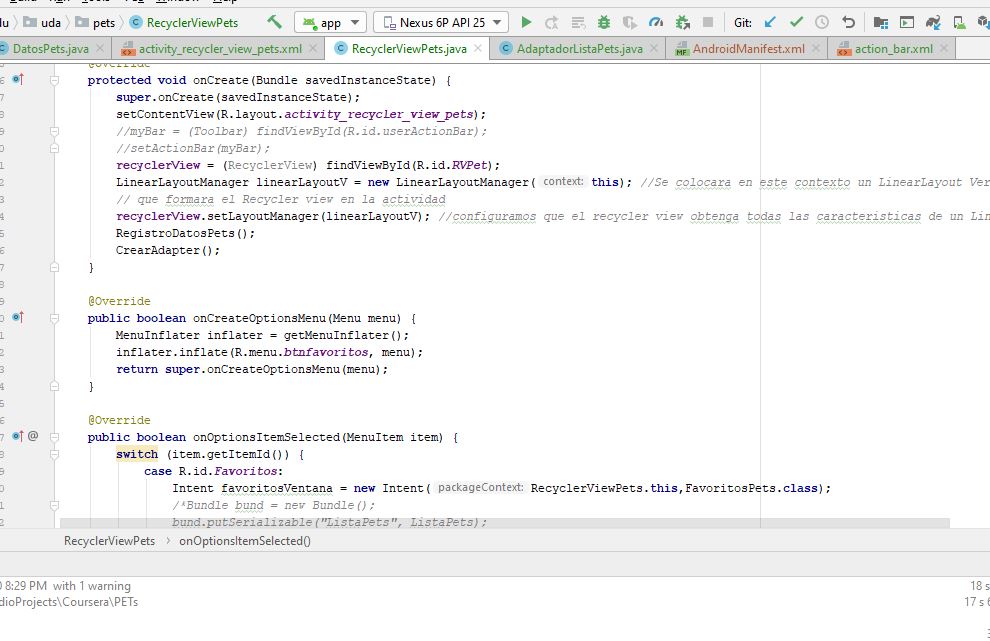 lu pets uda RecyclerViewPets app Nexus 6P API 25 Git:
DatosPets.java activity_recycler_view_pets.xml RecyclerViewPets.java AdaptadorListaPets.java AndroidManifest.xml action_bar.xml
@Override
protected void onCreate(Bundle savedInstanceState) {
super.onCreate(savedInstanceState);
setContentView(R.layout.activity_recycler_view_pets);
//myBar = (Toolbar) findViewById(R.id.userActionBar);
//setActionBar(myBar);
recyclerView = (RecyclerView) findViewById(R.id.RVPet);
LinearLayoutManager linearLayoutV = new LinearLayoutManager( context: this); //Se colocara en este contexto un LinearLayout Ver
// que formara el Recycler view en la actividad
recyclerView.setLayoutManager(linearLayoutV); //configuramos que el recycler view obtenga todas las caracteristicas de un Lin
RegistroDatosPets();
CrearAdapter();
}
@Override
public boolean onCreateOptionsMenu(Menu menu) {
MenuInflater inflater = getMenuInflater();
inflater.inflate(R.menu.btnfavoritos, menu);
return super.onCreateOptionsMenu(menu);
}
@Override
public boolean onOptionsItemSelected(MenuItem item) {
switch (item.getItemId()) {
case R.id.Favoritos:
Intent favoritosVentana = new Intent( packageContext: RecyclerViewPets.this,FavoritosPets.class);
/*Bundle bund = new Bundle();
bund.putSerializable("ListaPets", ListaPets);
RecyclerViewPets › onOptionsItemSelected()
0 8:29 PM with 1 warning 18 s
dioProjects\Coursera\PETs 17 s 6